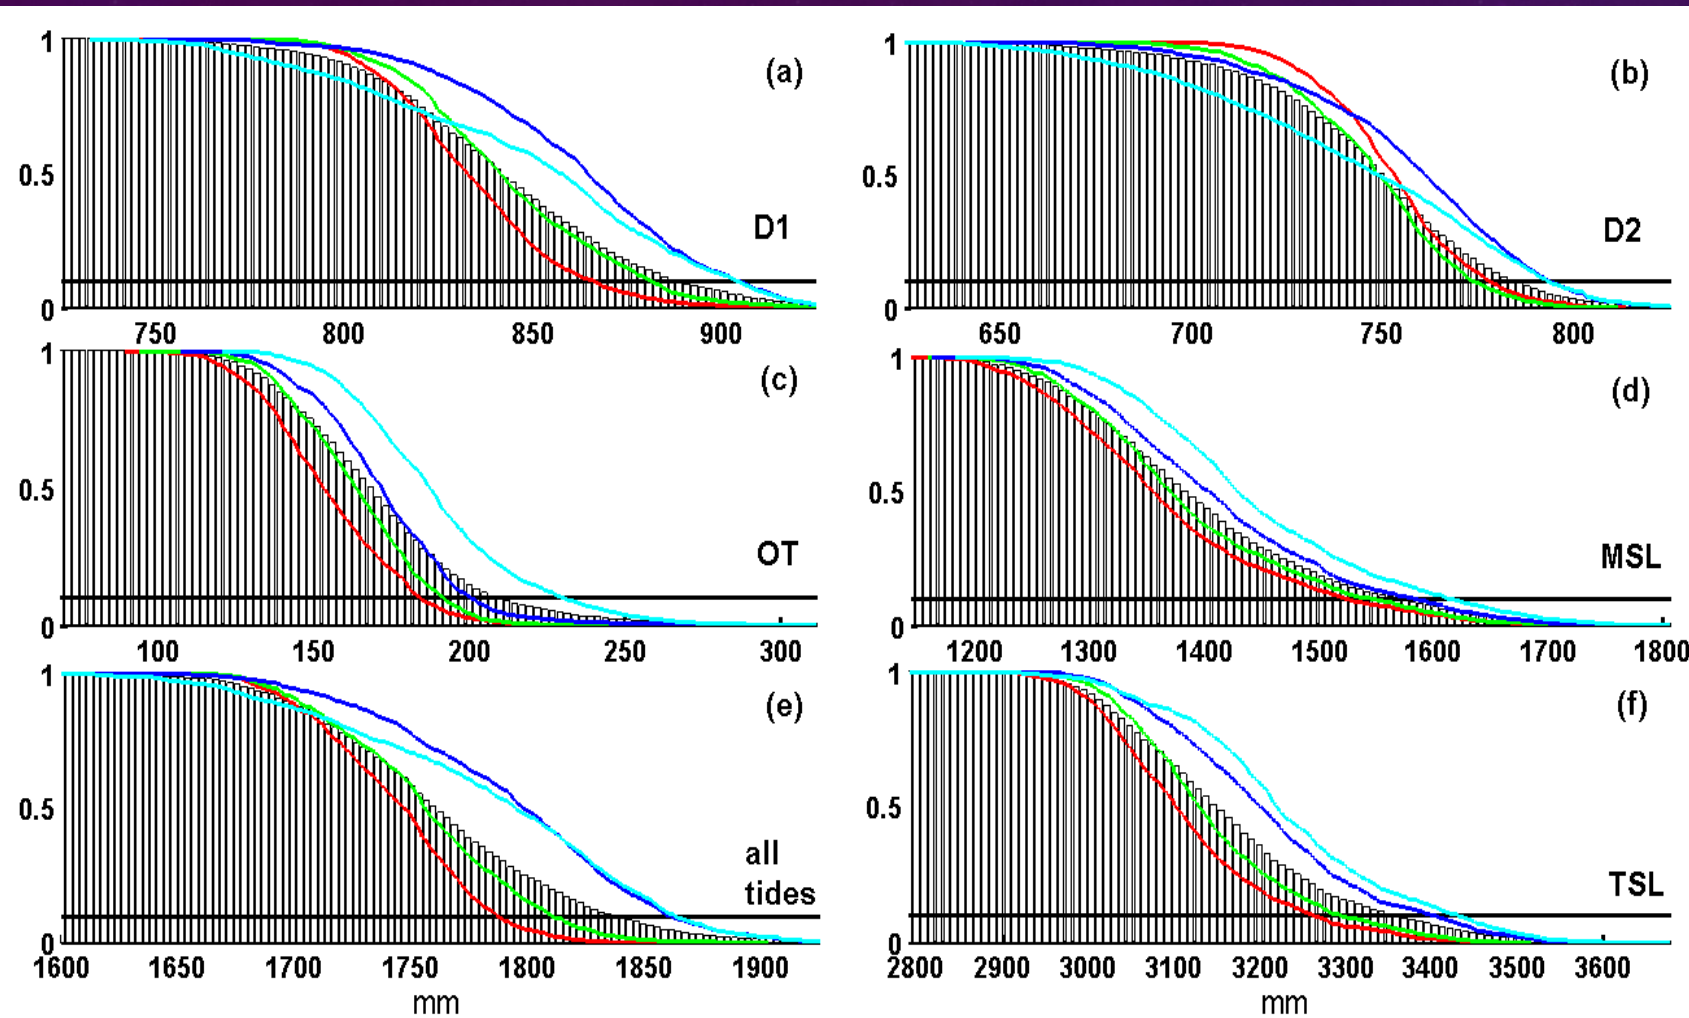 1
(a)
1
(b)
0.5
0.5
D1
D2
0
0
750 800 850 900
650 700 750 800
1
(c)
1
(d)
0.5
0.5
OT
MSL
0
0
100 150 200 250 300
1200 1300 1400 1500 1600 1700 1800
1
(e)
1
(f)
0.5
0.5
all
tides
TSL
0
0
1600 1650 1700 1750 1800 1850 1900
2800 2900 3000 3100 3200 3300 3400 3500 3600
mm
mm